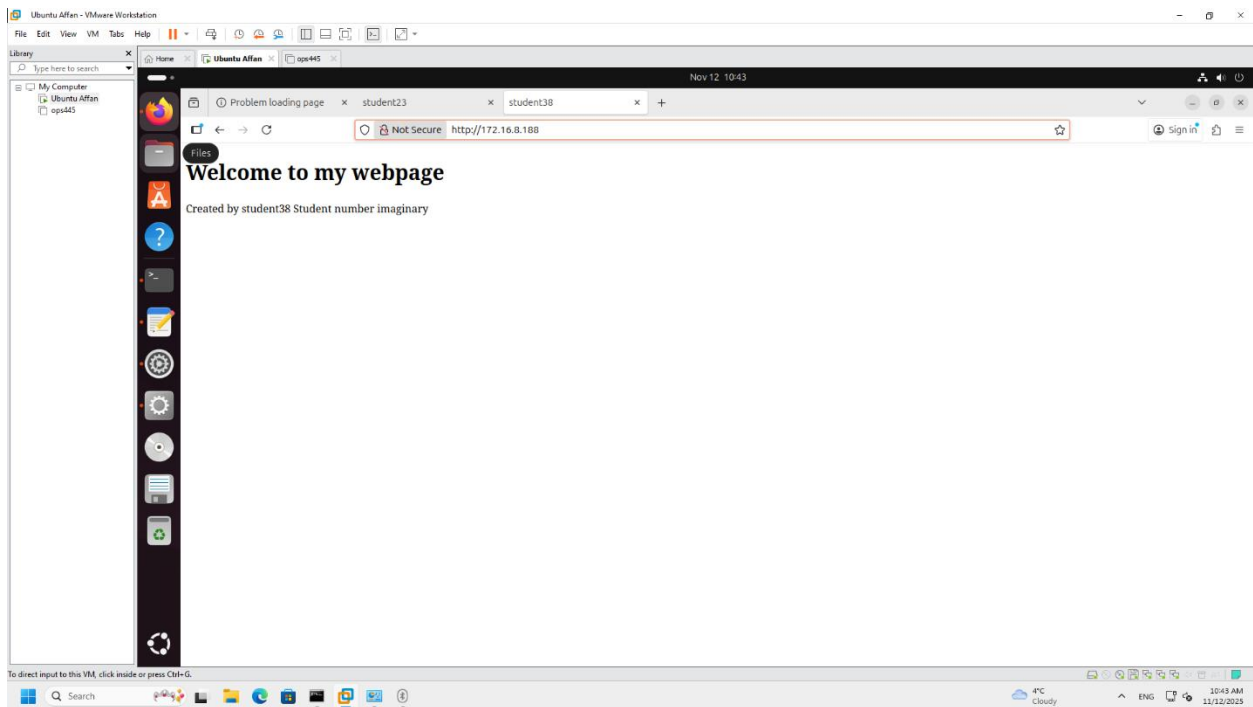 Ubuntu Affan - VMware Workstation
File Edit View VM Tabs Help
Library
Type here to search
My Computer
Ubuntu Affan
ops445
Home
Ubuntu Affan
ops445
Nov 12 10:43
Problem loading page
student23
student38
Not Secure http://172.16.8.188
Sign in
Files
Welcome to my webpage
Created by student38 Student number imaginary
To direct input to this VM, click inside or press Ctrl+G.
Search
4°C
Cloudy
ENG
10:43 AM
11/12/2025